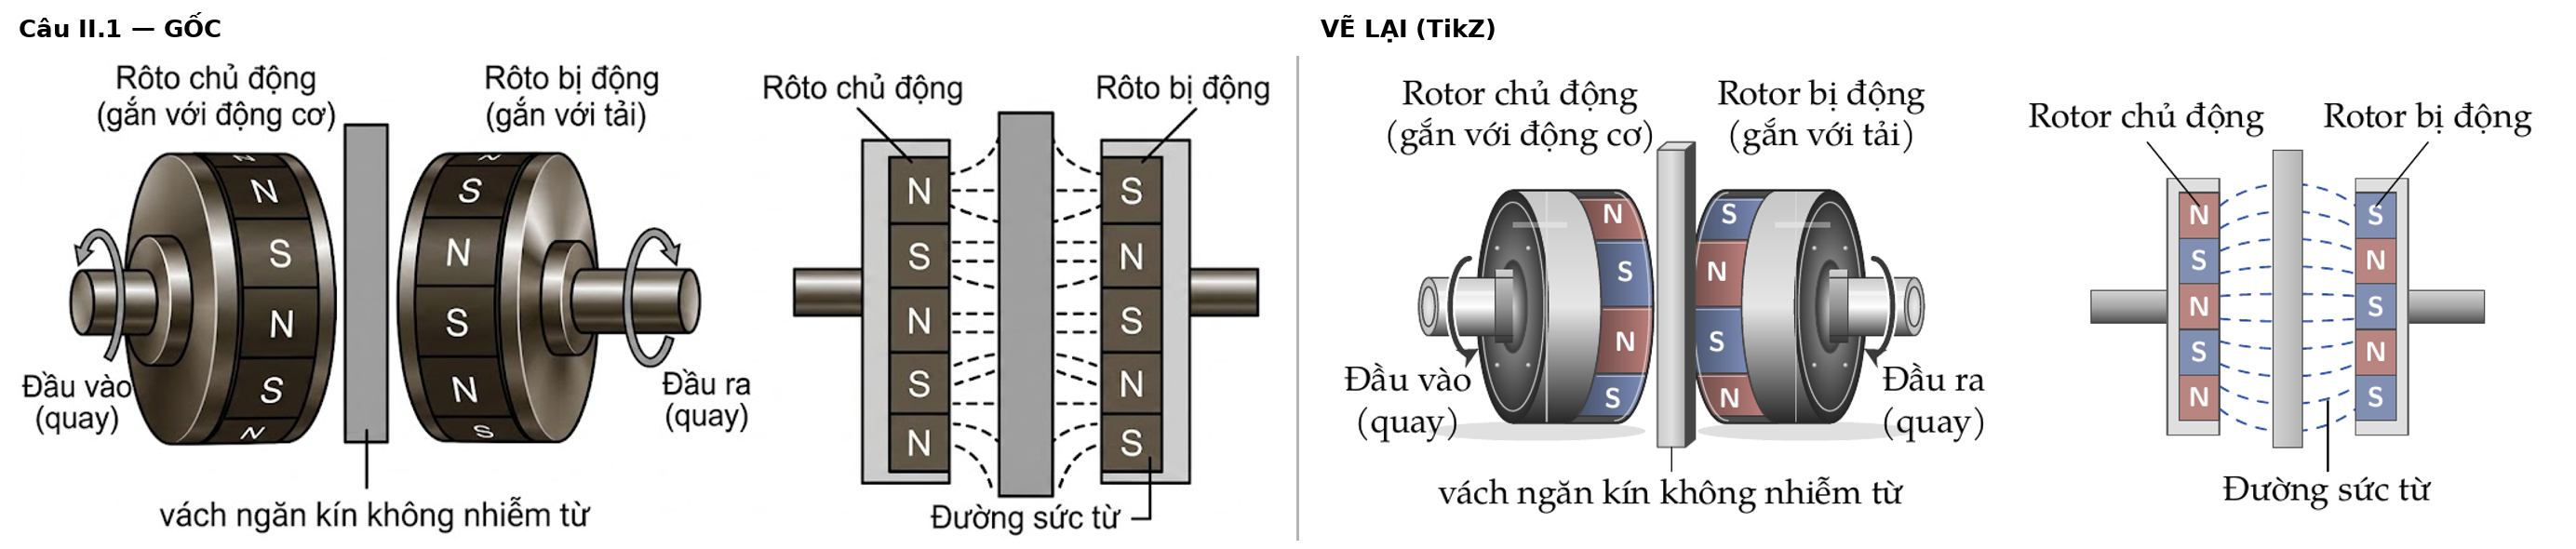 Câu II.1 — GỐC
Rôto chủ động
(gắn với động cơ)
Rôto bị động
(gắn với tải)
N
N
S
N
S
N
N
S
N
S
N
S
Đầu vào
(quay)
Đầu ra
(quay)
vách ngăn kín không nhiễm từ
Rôto chủ động
Rôto bị động
N
S
N
S
N
S
N
S
N
S
Đường sức từ
VẼ LẠI (TikZ)
Rotor chủ động
(gắn với động cơ)
Rotor bị động
(gắn với tải)
N
S
N
S
S
N
S
N
Đầu vào
(quay)
Đầu ra
(quay)
vách ngăn kín không nhiễm từ
Rotor chủ động
Rotor bị động
N
S
N
S
N
S
N
S
N
S
Đường sức từ